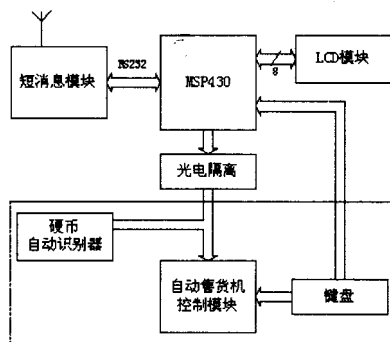 短消息模块
RS232
MSP430
8
LCD模块
光电隔离
硬币
自动识别器
自动售货机
控制模块
键盘